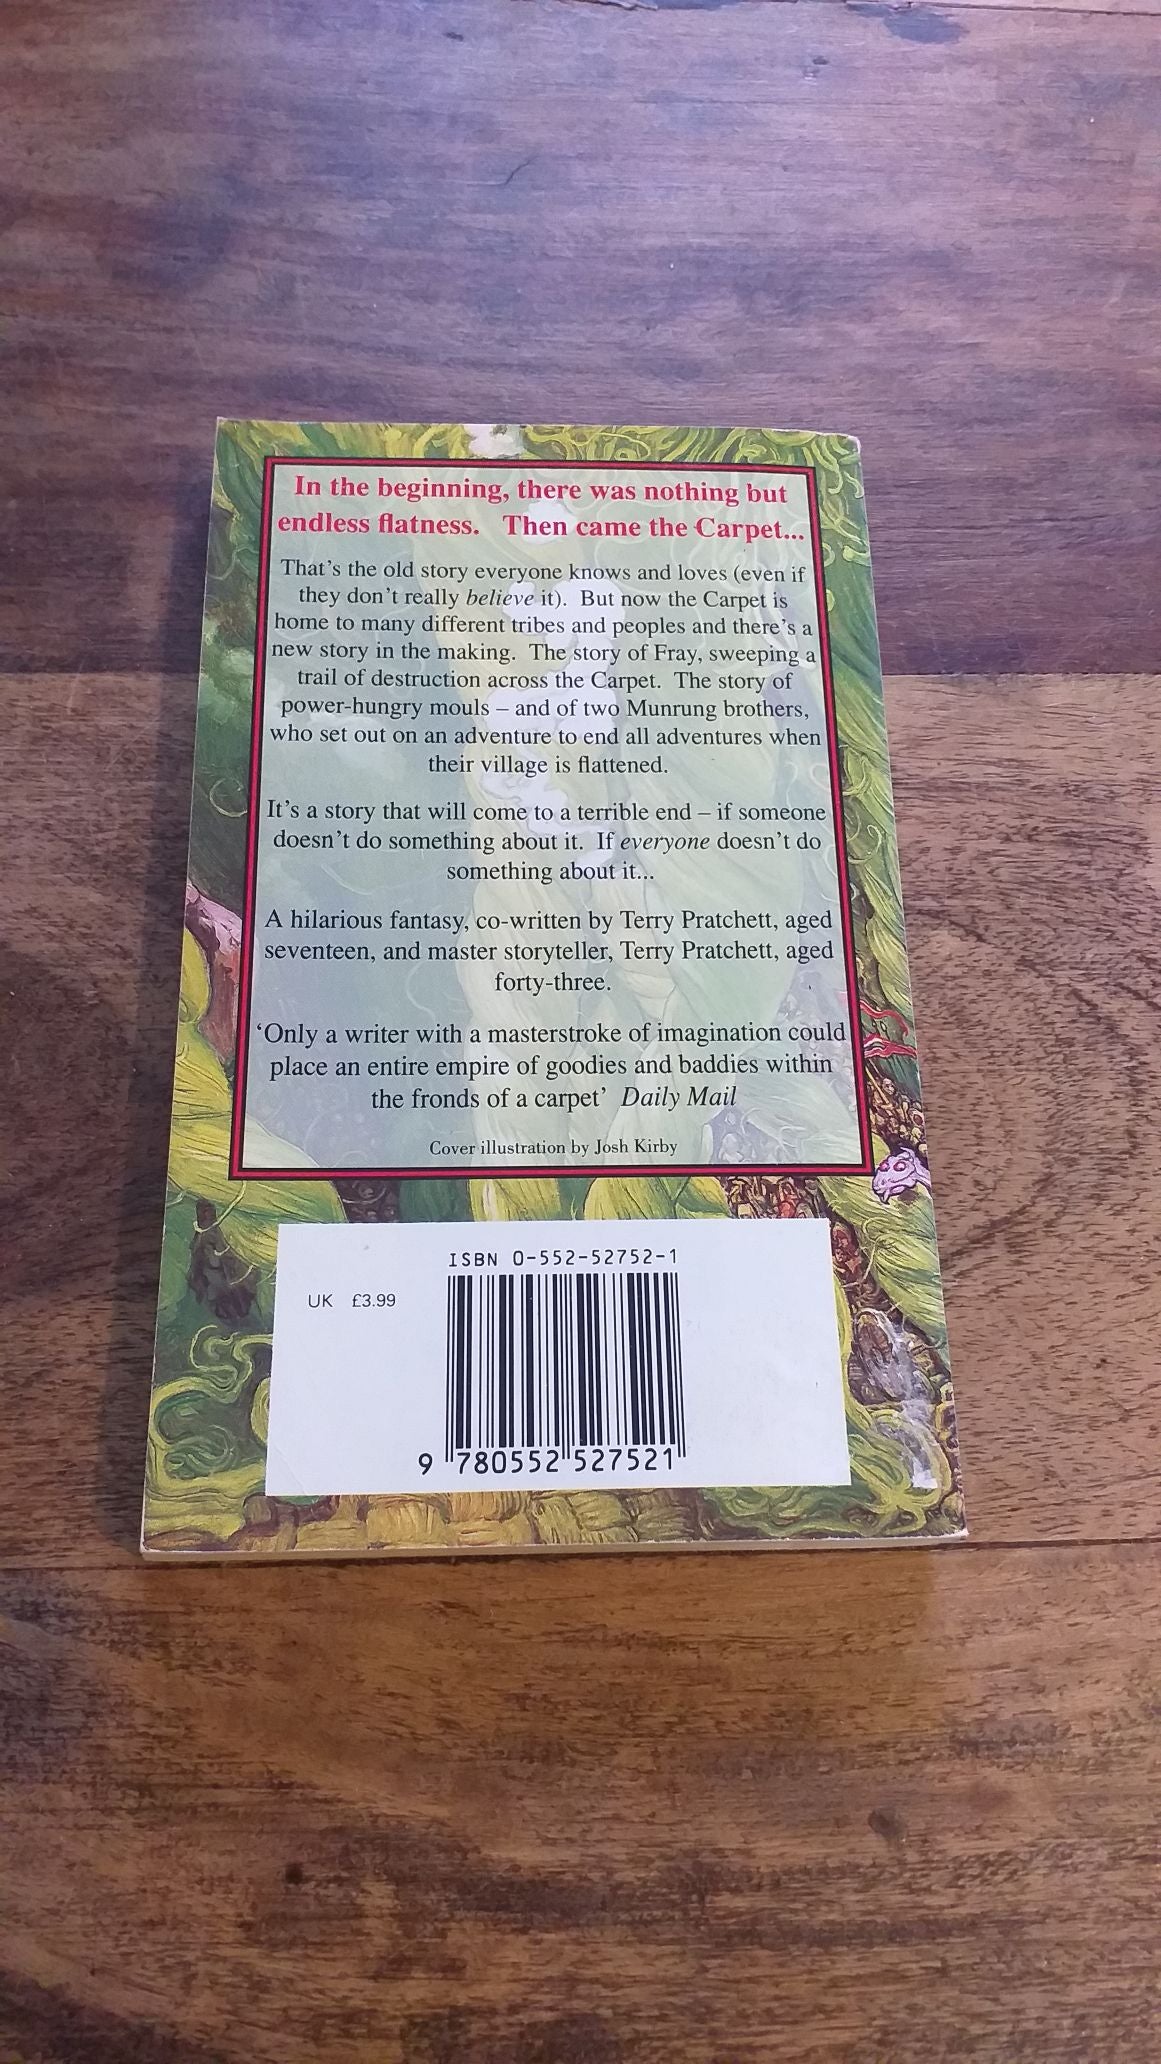 In the beginning, there was nothing but
endless flatness. Then came the Carpet...
That's the old story everyone knows and loves (even if
they don't really believe it). But now the Carpet is
home to many different tribes and peoples and there's a
new story in the making. The story of Fray, sweeping a
trail of destruction across the Carpet. The story of
power-hungry mouls – and of two Munrung brothers,
who set out on an adventure to end all adventures when
their village is flattened.
It's a story that will come to a terrible end – if someone
doesn't do something about it. If everyone doesn't do
something about it...
A hilarious fantasy, co-written by Terry Pratchett, aged
seventeen, and master storyteller, Terry Pratchett, aged
forty-three.
‘Only a writer with a masterstroke of imagination could
place an entire empire of goodies and baddies within
the fronds of a carpet’ Daily Mail
Cover illustration by Josh Kirby
ISBN 0-552-52752-1
UK £3.99
9 780552 527521